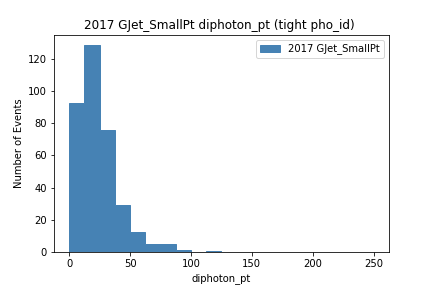 2017 GJet_SmallPt diphoton_pt (tight pho_id)
2017 GJet_SmallPt
120
100
80
60
40
20
0
Number of Events
0 50 100 150 200 250
diphoton_pt